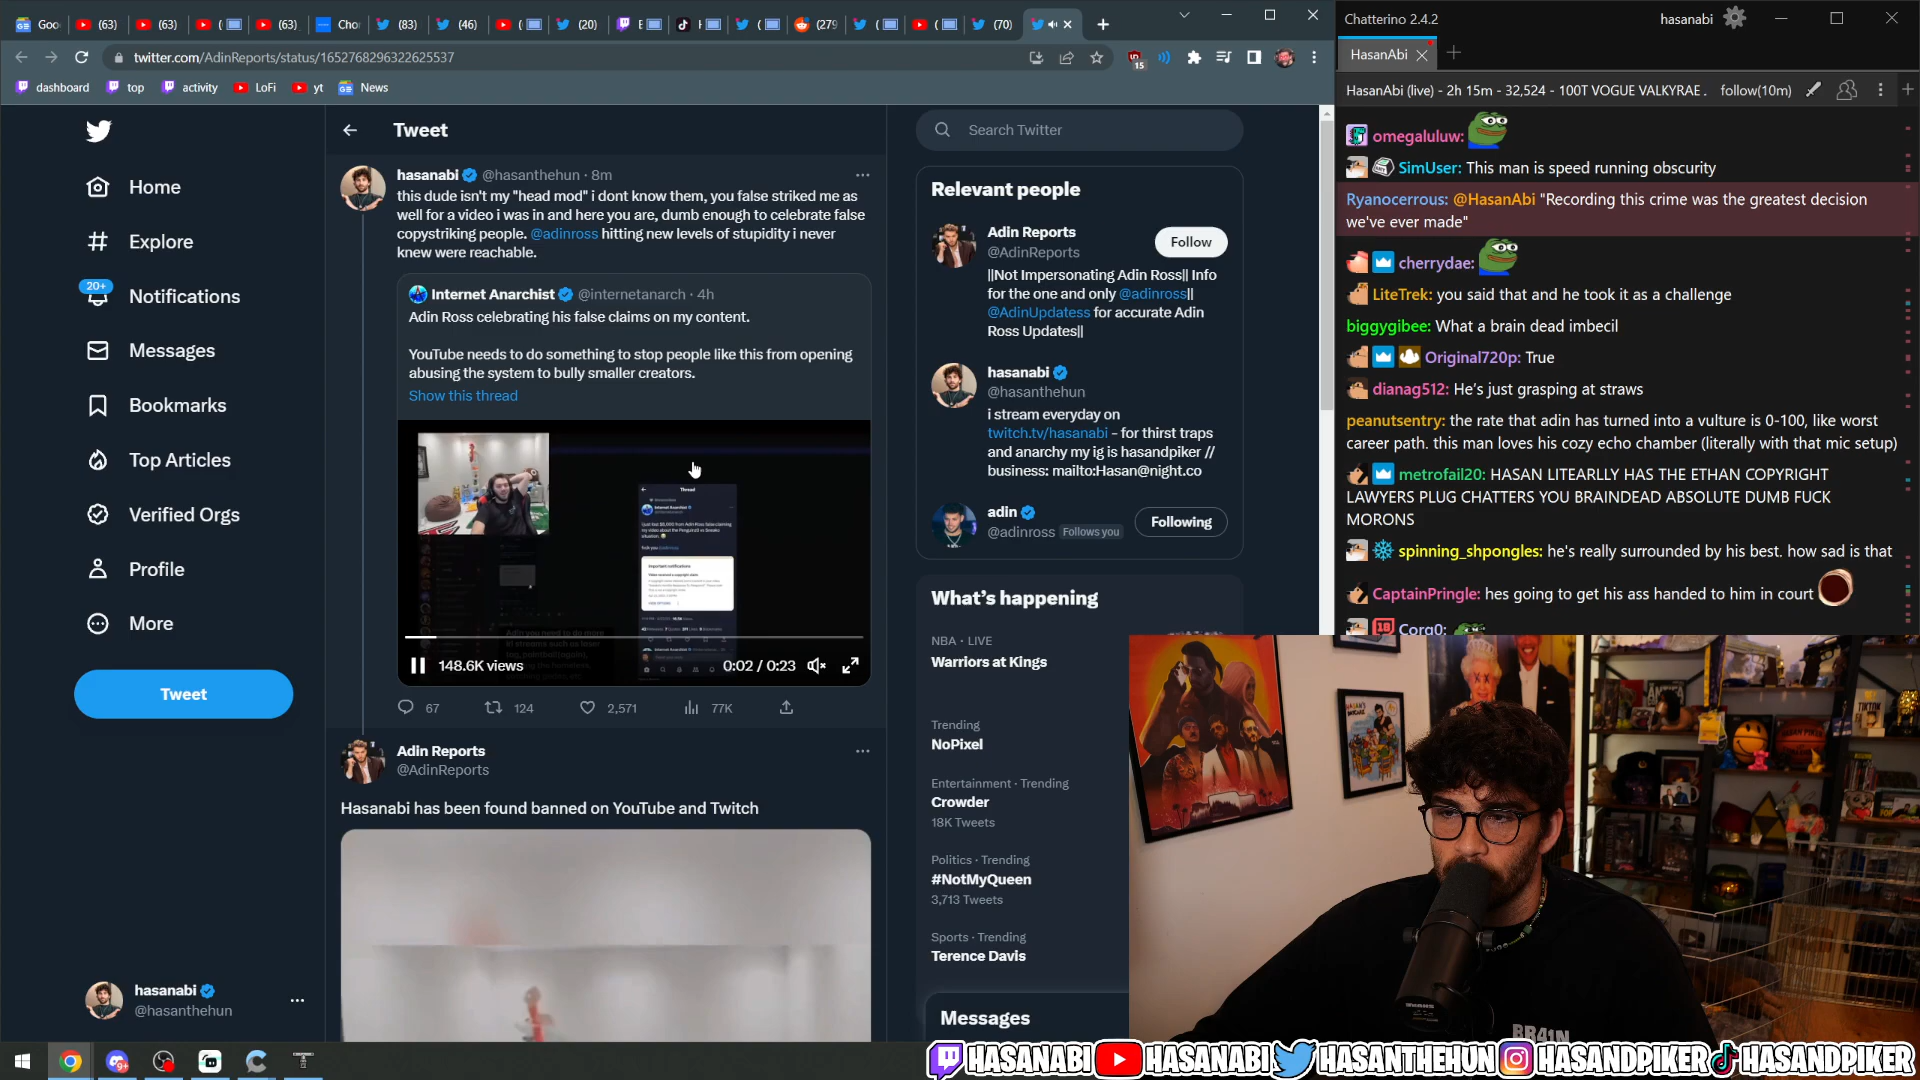 Goo
(63)
(63)
(
(63)
Cho
(83)
(46)
(
(20)
B
H
(
(279
(
(
(70)
twitter.com/AdinReports/status/1652768296322625537
15
dashboard
top
activity
LoFi
yt
News
Home
Explore
20+
Notifications
Messages
Bookmarks
Top Articles
Verified Orgs
Profile
More
Tweet
hasanabi
@hasanthehun
Tweet
hasanabi @hasanthehun · 8m
this dude isn't my "head mod" i dont know them, you false striked me as
well for a video i was in and here you are, dumb enough to celebrate false
copystriking people. @adinross hitting new levels of stupidity i never
knew were reachable.
Internet Anarchist @internetanarch · 4h
Adin Ross celebrating his false claims on my content.
YouTube needs to do something to stop people like this from opening
abusing the system to bully smaller creators.
Show this thread
Thread
148.6K views
0:02 / 0:23
67
124
2,571
77K
Adin Reports
@AdinReports
Hasanabi has been found banned on YouTube and Twitch
Search Twitter
Relevant people
Adin Reports
@AdinReports
Follow
||Not Impersonating Adin Ross|| Info
for the one and only @adinross||
@AdinUpdatess for accurate Adin
Ross Updates||
hasanabi
@hasanthehun
i stream everyday on
twitch.tv/hasanabi - for thirst traps
and anarchy my ig is hasandpiker //
business: mailto:Hasan@night.co
adin
@adinross Follows you
Following
What's happening
NBA · LIVE
Warriors at Kings
Trending
NoPixel
Entertainment · Trending
Crowder
18K Tweets
Politics · Trending
#NotMyQueen
3,713 Tweets
Sports · Trending
Terence Davis
Messages
Chatterino 2.4.2
hasanabi
HasanAbi
HasanAbi (live) - 2h 15m - 32,524 - 100T VOGUE VALKYRAE .
follow(10m)
omegaluluw:
SimUser: This man is speed running obscurity
Ryanocerrous: @HasanAbi "Recording this crime was the greatest decision
we've ever made"
cherrydae:
LiteTrek: you said that and he took it as a challenge
biggygibee: What a brain dead imbecil
Original720p: True
dianag512: He's just grasping at straws
peanutsentry: the rate that adin has turned into a vulture is 0-100, like worst
career path. this man loves his cozy echo chamber (literally with that mic setup)
metrofail20: HASAN LITEARLLY HAS THE ETHAN COPYRIGHT
LAWYERS PLUG CHATTERS YOU BRAINDEAD ABSOLUTE DUMB FUCK
MORONS
spinning_shpongles: he's really surrounded by his best. how sad is that
CaptainPringle: hes going to get his ass handed to him in court
18 Corg0:
BR41N
HASANABI
HASANABI
HASANTHEHUN
HASANDPIKER
HASANDPIKER